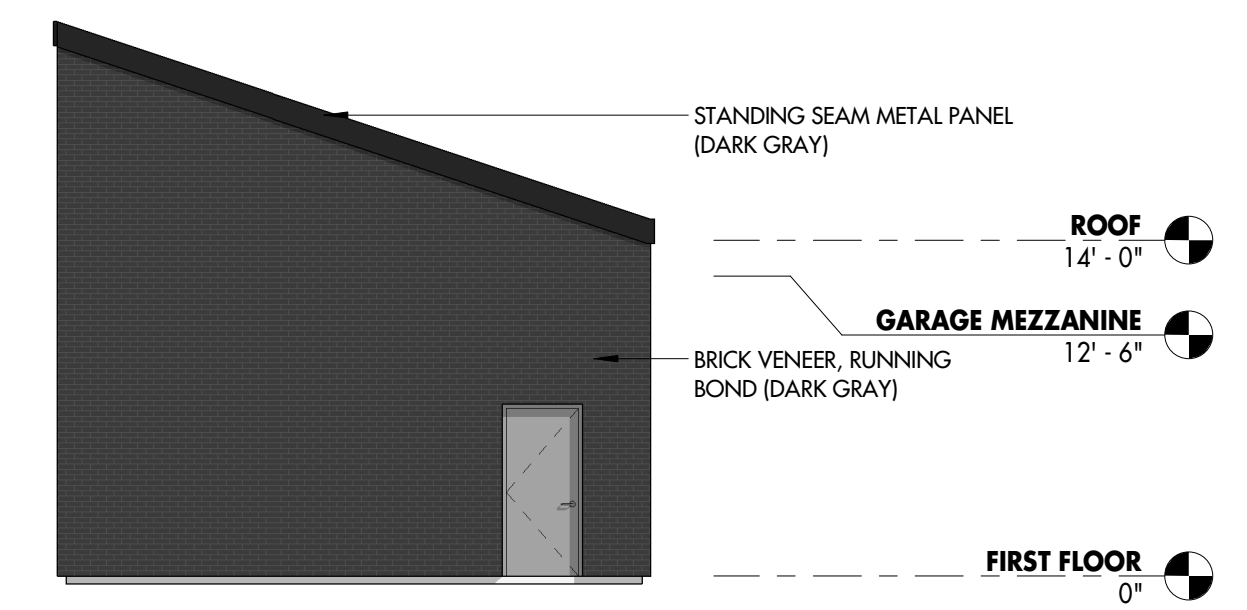 STANDING SEAM METAL PANEL
(DARK GRAY)
ROOF
14' - 0"
GARAGE MEZZANINE
12' - 6"
BRICK VENEER, RUNNING
BOND (DARK GRAY)
FIRST FLOOR
0"